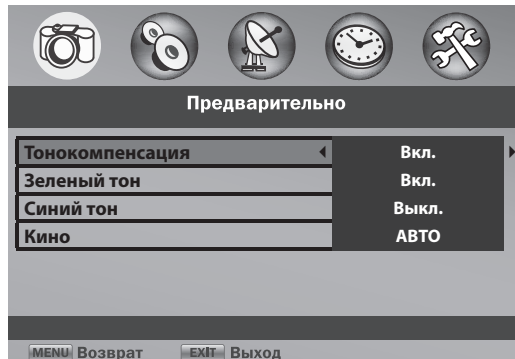 Предварительно
Тонокомпенсация Вкл.
Зеленый тон Вкл.
Синий тон Выкл.
Кино АВТО
MENU Возврат EXIT Выход